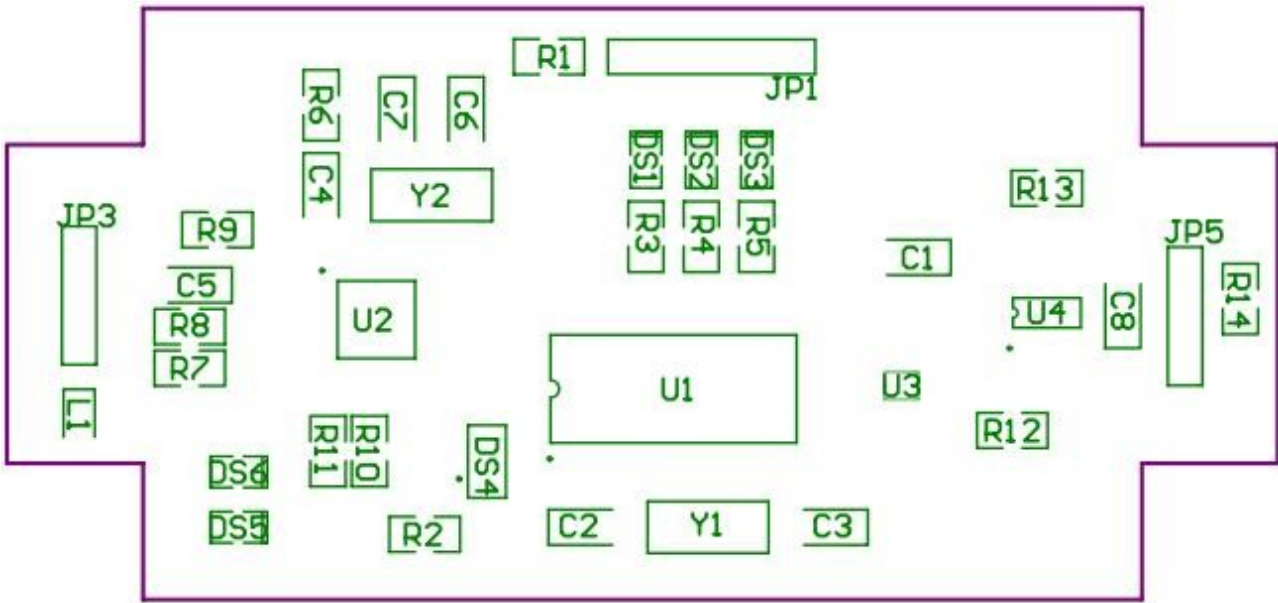 R1
JP1
R6
C7
C6
DS1
DS2
DS3
C4
Y2
R13
JP3
R9
R3
R4
R5
JP5
C1
C5
R14
U2
R8
U4
C8
R7
U1
U3
L1
R11
R10
R12
DS6
DS4
DS5
R2
C2
Y1
C3